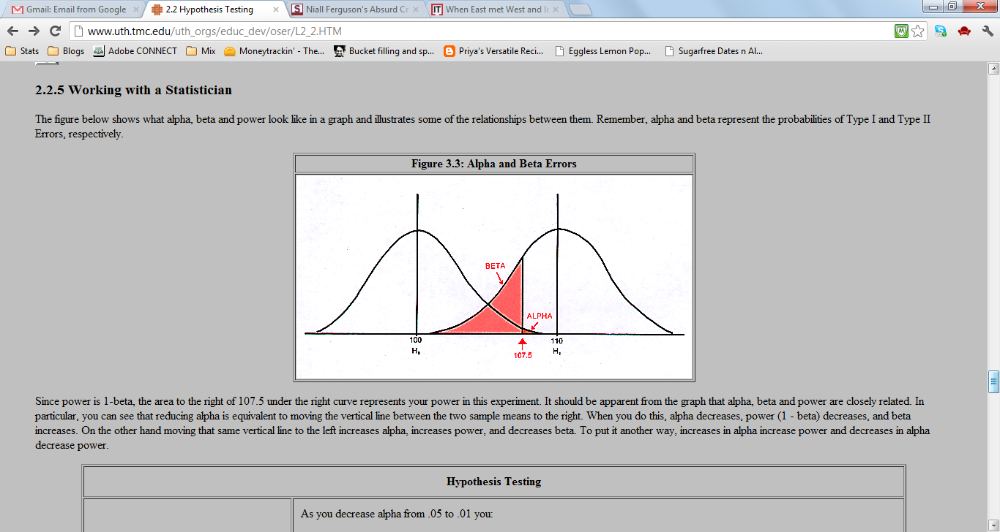 Gmail: Email from Google
2.2 Hypothesis Testing
Niall Ferguson's Absurd Cr
When East met West and
www.uth.tmc.edu/uth_orgs/educ_dev/oser/L2_2.HTM
Stats
Blogs
Adobe CONNECT
Mix
Moneytrackin' - The...
Bucket filling and sp...
Priya's Versatile Reci...
Eggless Lemon Pop...
Sugarfree Dates n Al...
2.2.5 Working with a Statistician
The figure below shows what alpha, beta and power look like in a graph and illustrates some of the relationships between them. Remember, alpha and beta represent the probabilities of Type I and Type II
Errors, respectively.
Figure 3.3: Alpha and Beta Errors
BETA
ALPHA
100
110
H₀
H₁
107.5
Since power is 1-beta, the area to the right of 107.5 under the right curve represents your power in this experiment. It should be apparent from the graph that alpha, beta and power are closely related. In
particular, you can see that reducing alpha is equivalent to moving the vertical line between the two sample means to the right. When you do this, alpha decreases, power (1 - beta) decreases, and beta
increases. On the other hand moving that same vertical line to the left increases alpha, increases power, and decreases beta. To put it another way, increases in alpha increase power and decreases in alpha
decrease power.
Hypothesis Testing
As you decrease alpha from .05 to .01 you: